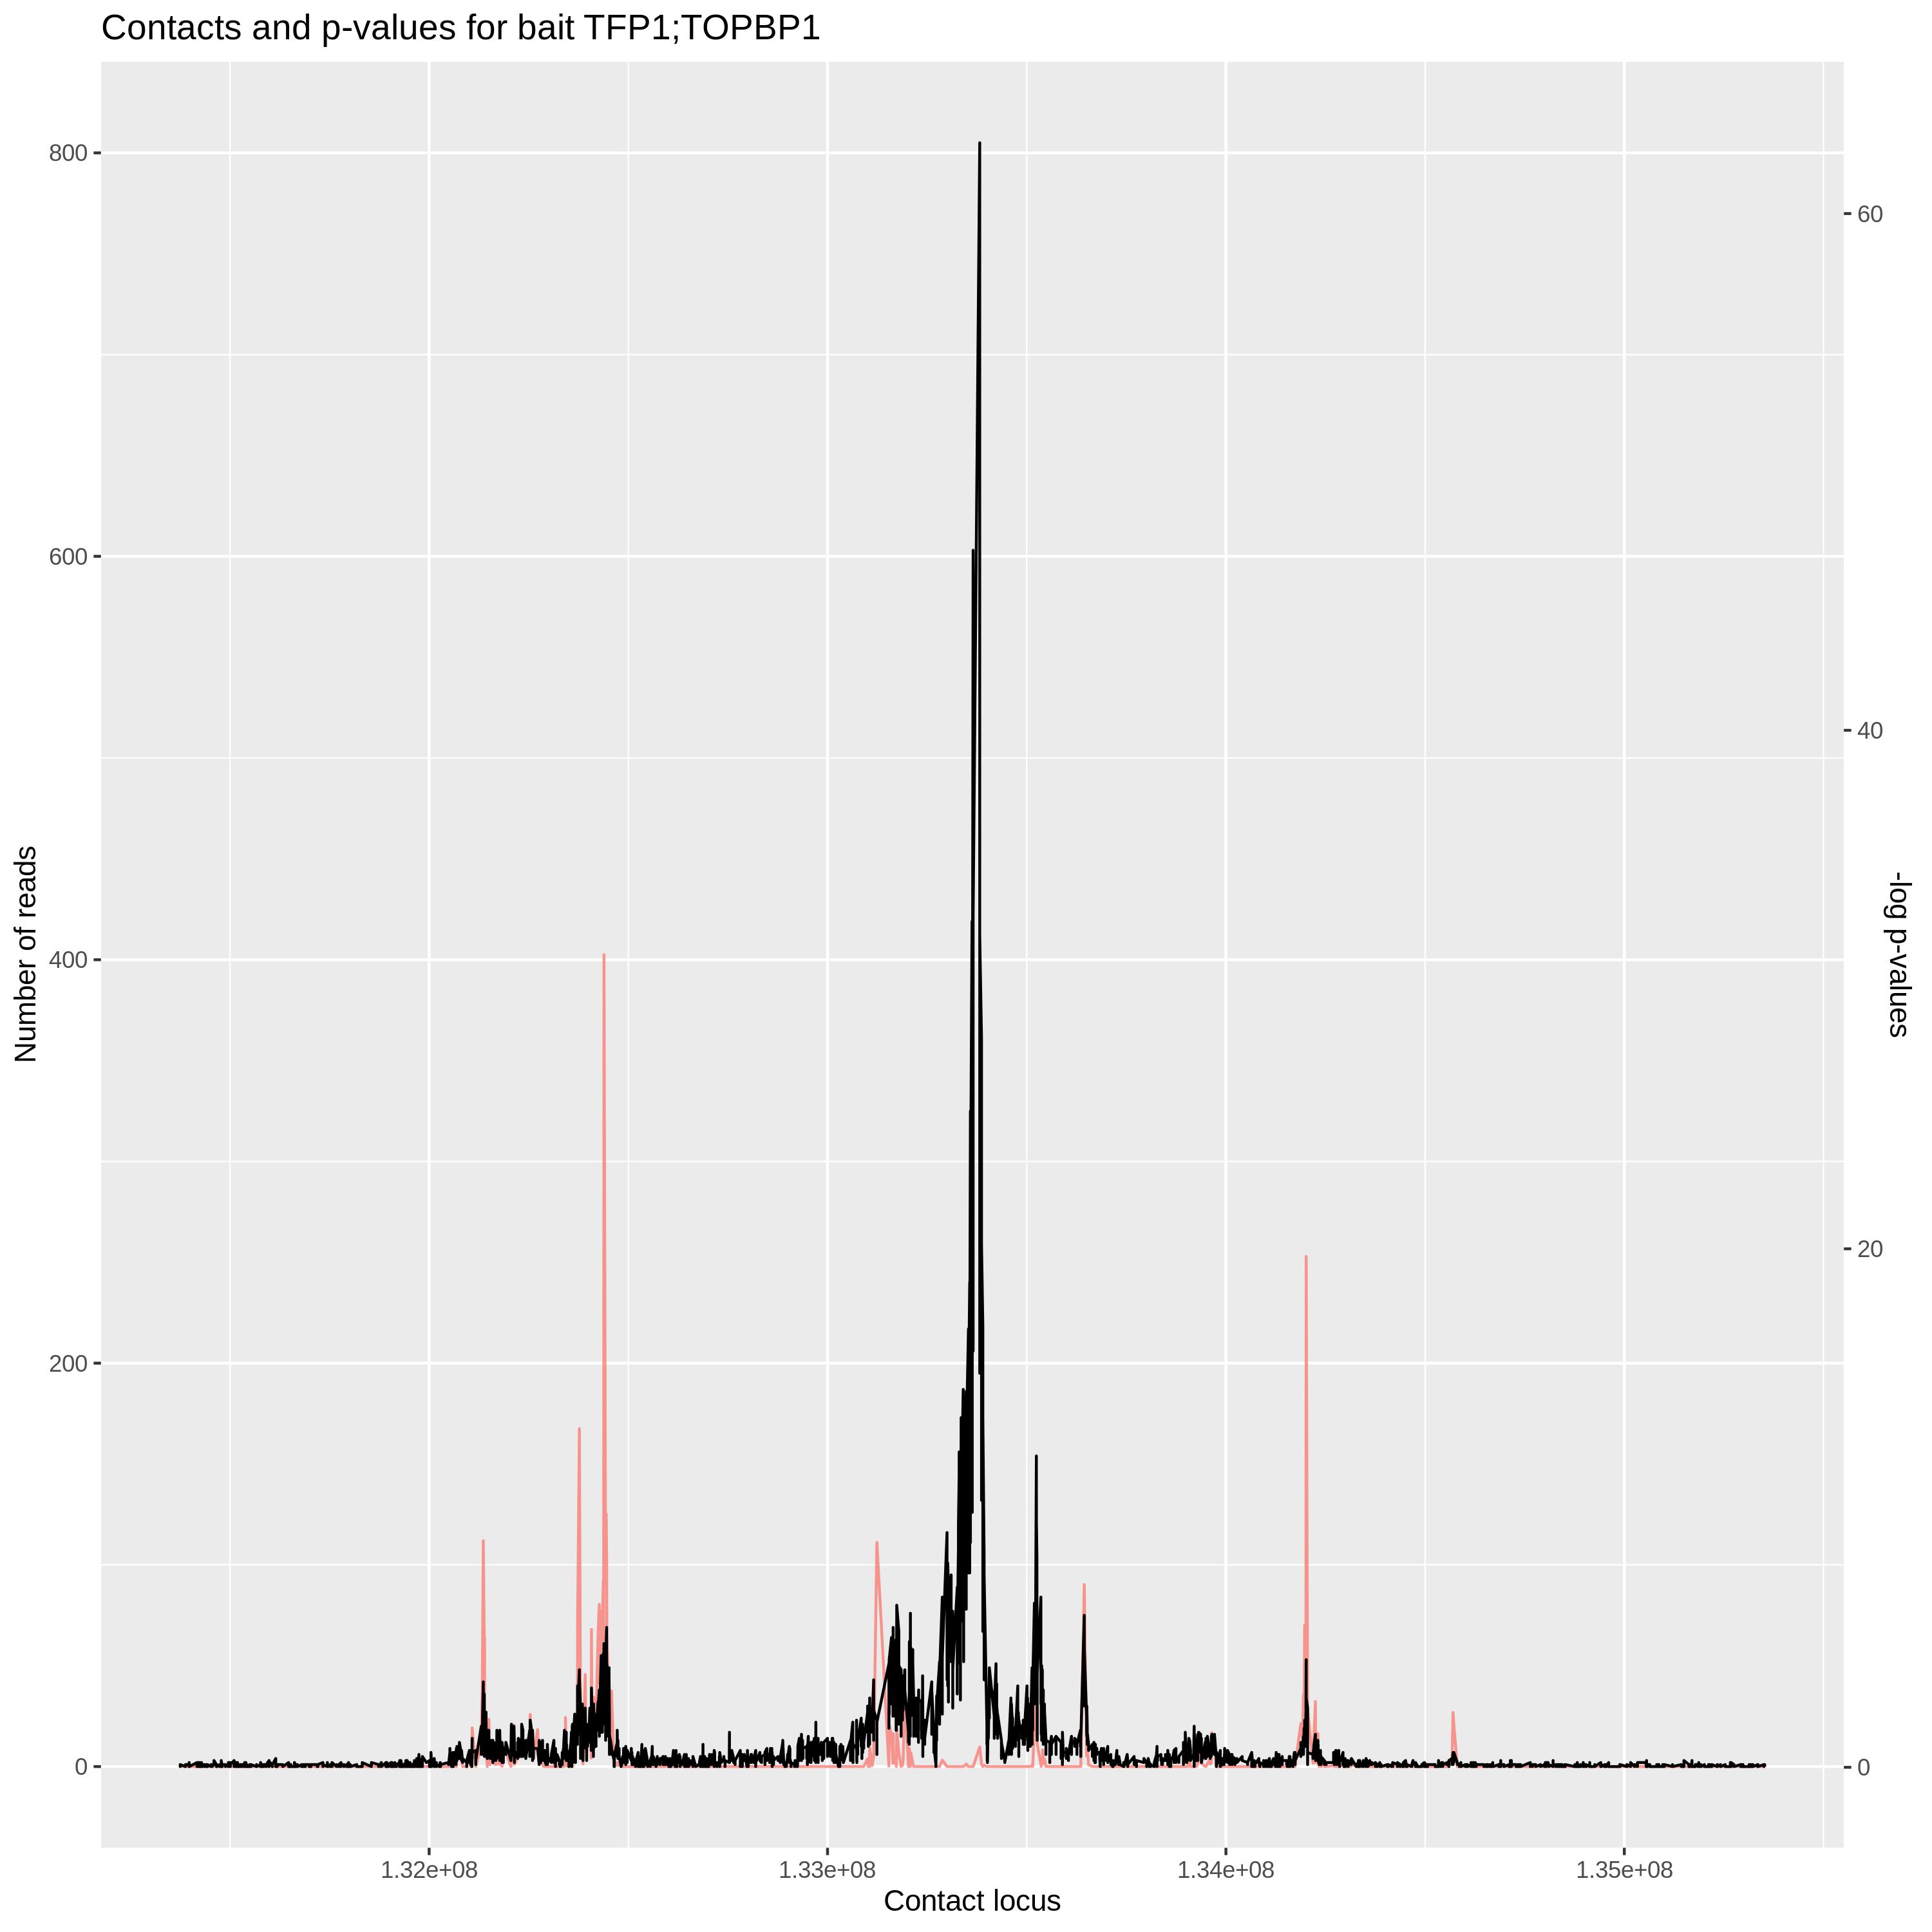 Contacts and p-values for bait TFP1;TOPBP1
800
600
400
200
0
Number of reads
60
40
20
0
-log p-values
1.32e+08
1.33e+08
1.34e+08
1.35e+08
Contact locus